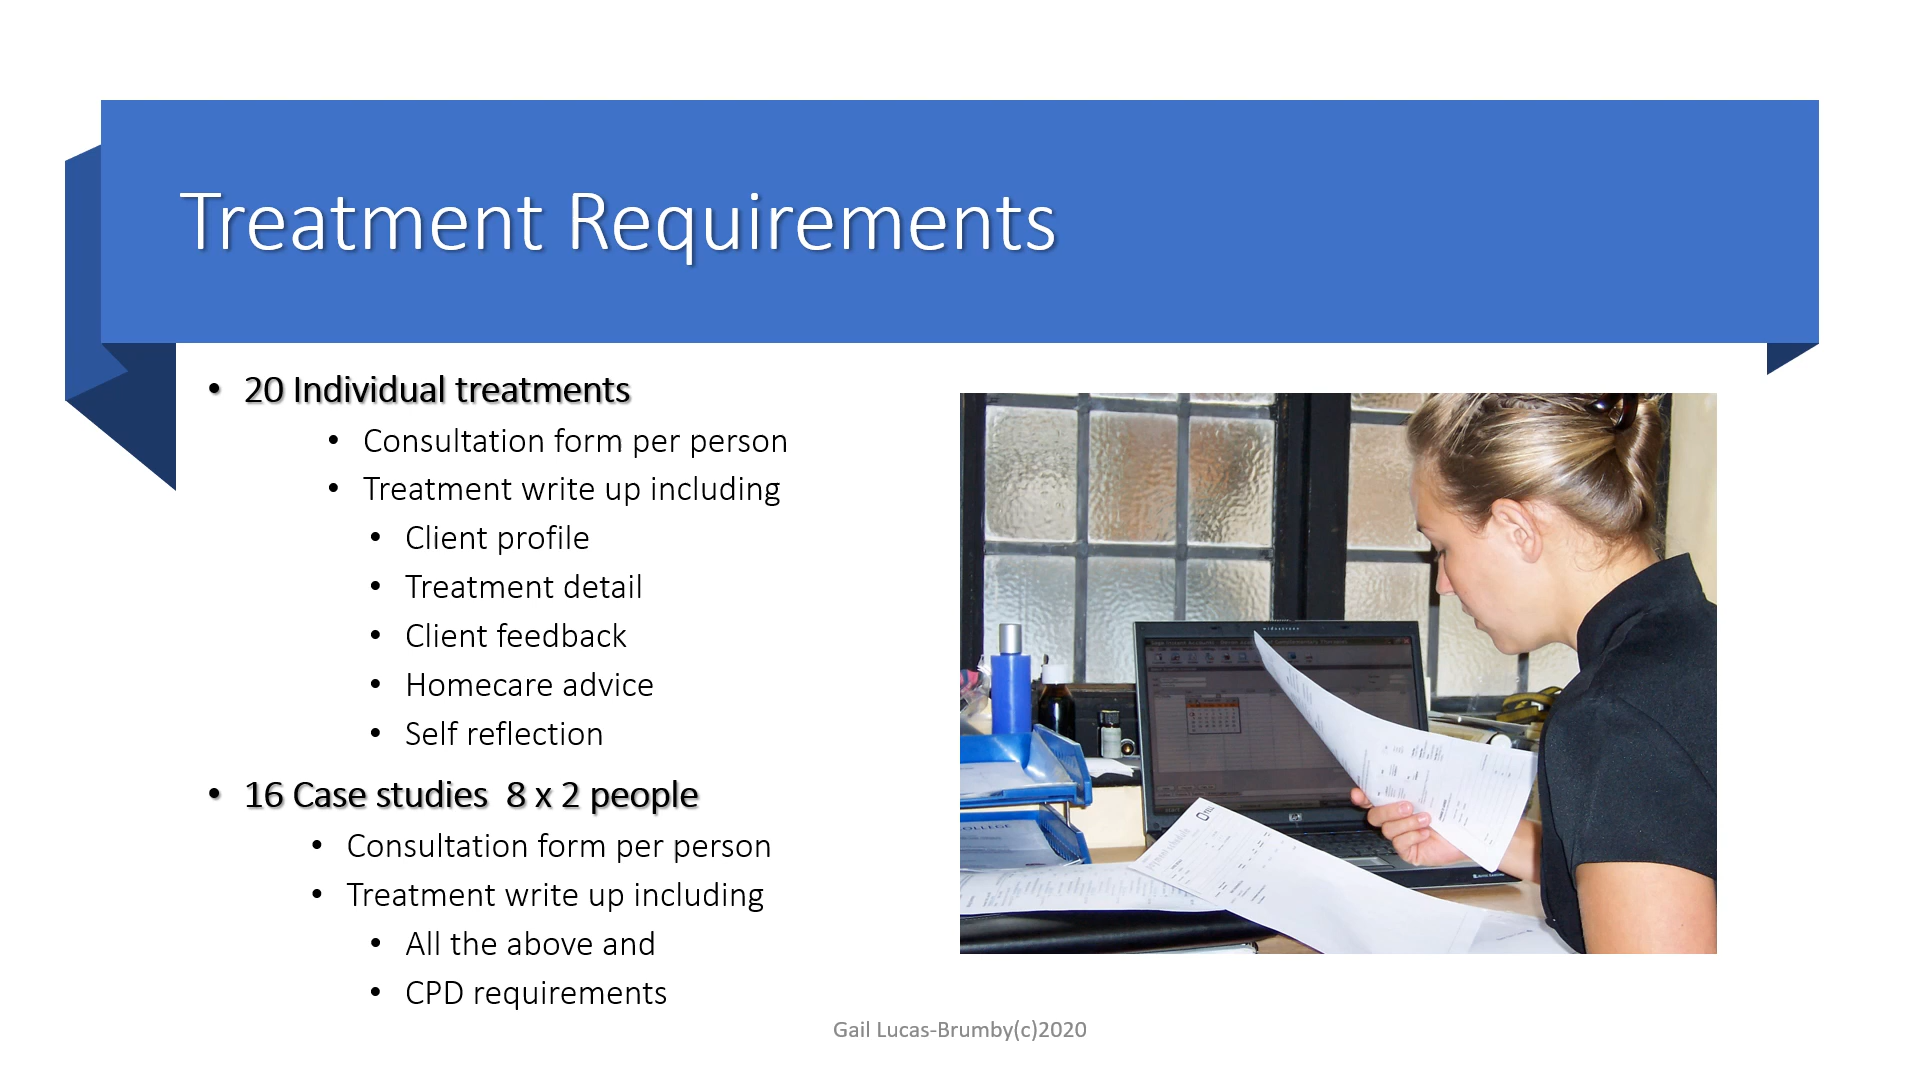 Treatment Requirements
• 20 Individual treatments
• Consultation form per person
• Treatment write up including
• Client profile
• Treatment detail
• Client feedback
• Homecare advice
• Self reflection
• 16 Case studies  8 x 2 people
• Consultation form per person
• Treatment write up including
• All the above and
• CPD requirements
Gail Lucas-Brumby(c)2020